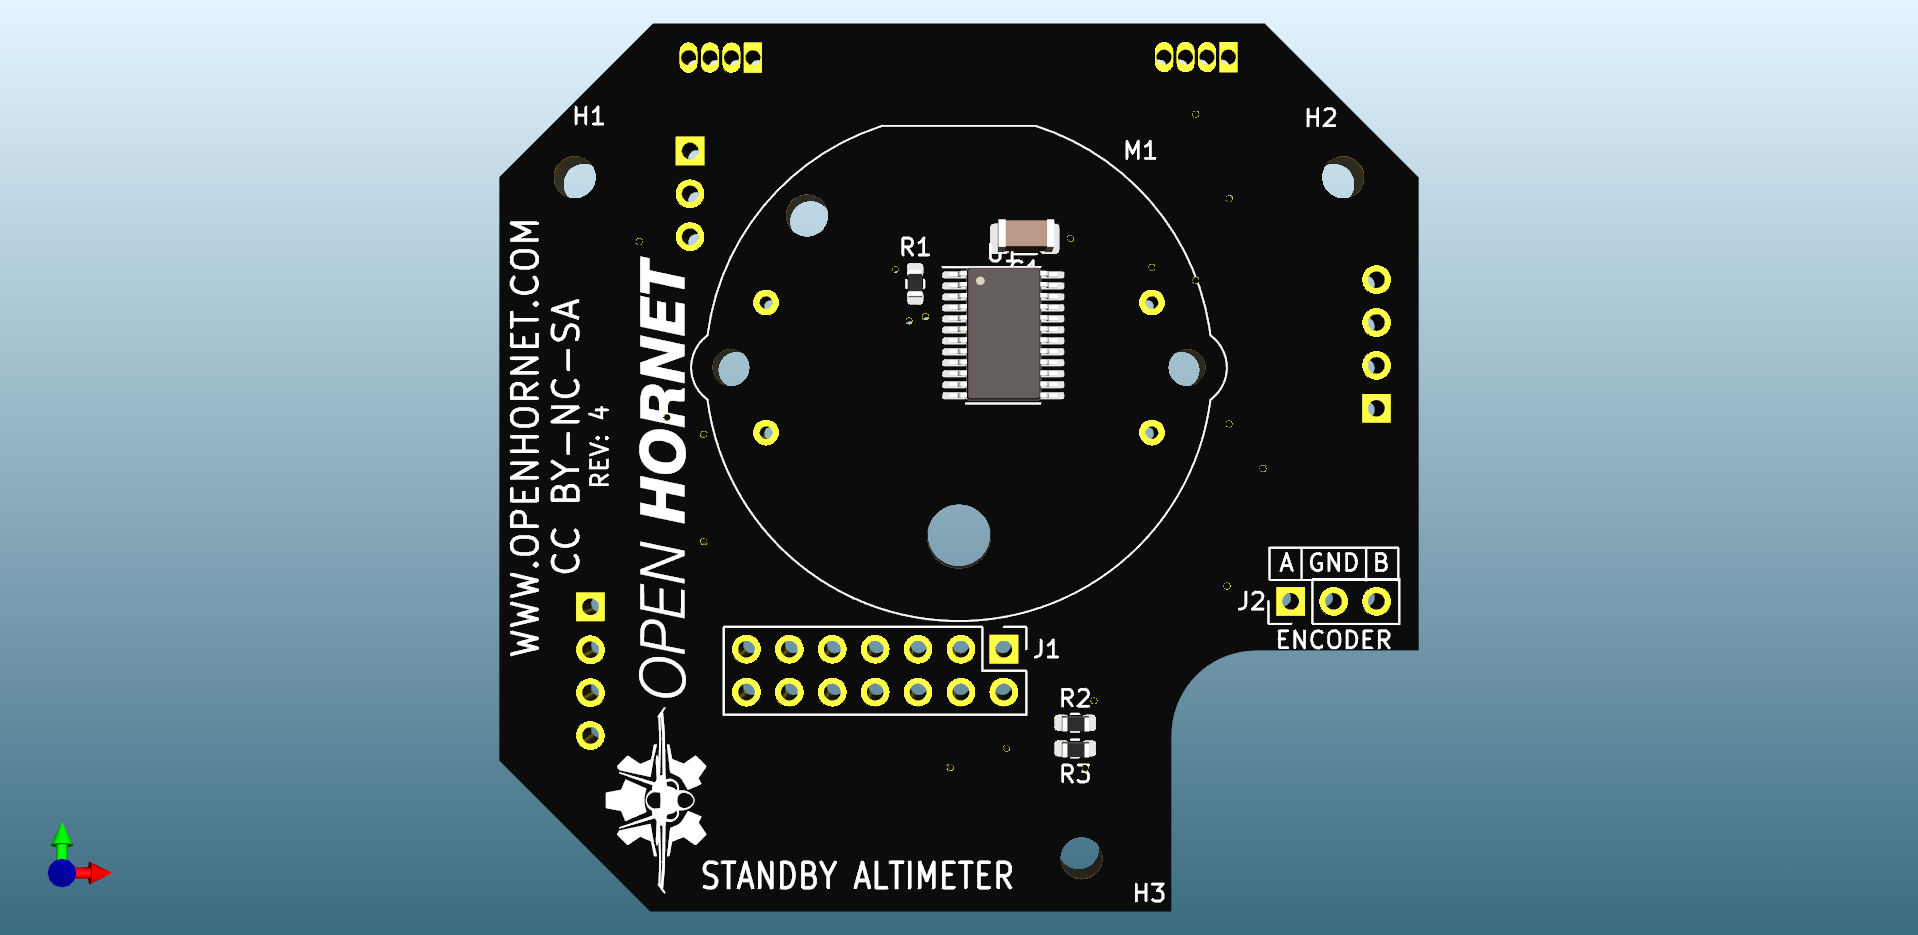 H1
H2
M1
R1
WWW.OPENHORNET.COM
CC BY-NC-SA
REV: 4
OPEN HORNET
A GND B
J2
ENCODER
J1
R2
R3
STANDBY ALTIMETER
H3